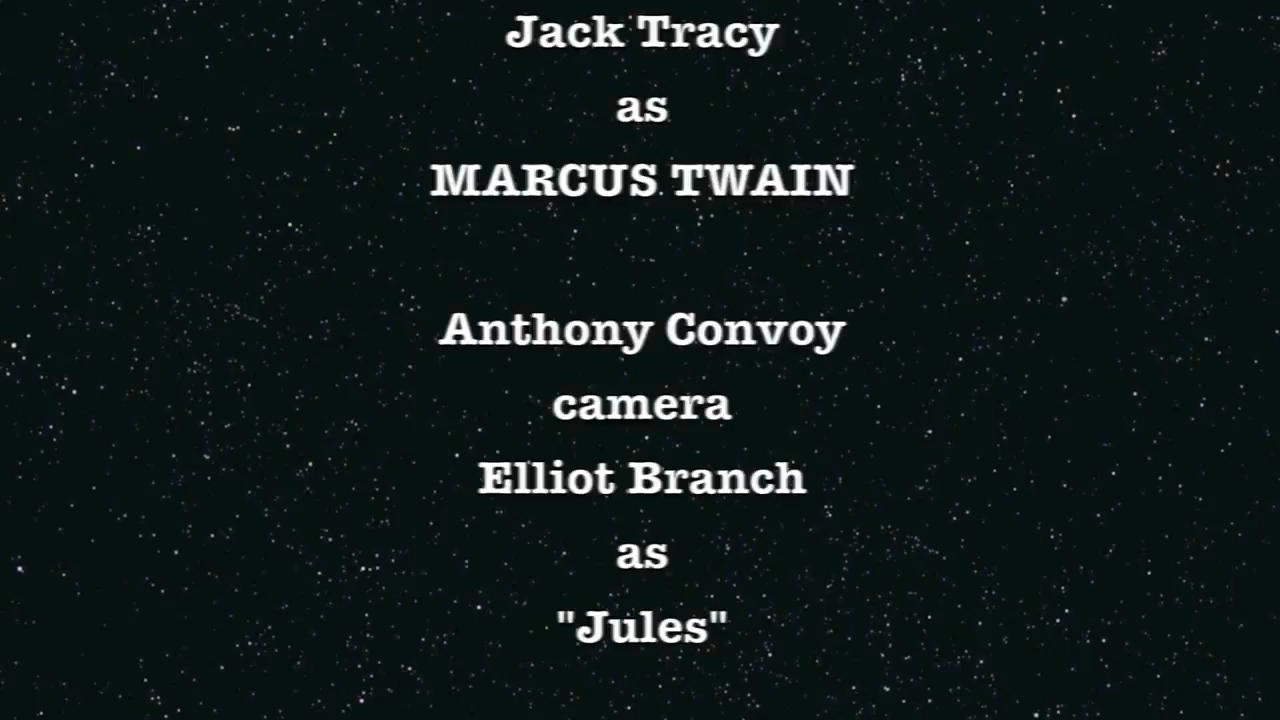 Jack Tracy
as
MARCUS TWAIN
Anthony Convoy
camera
Elliot Branch
as
"Jules"